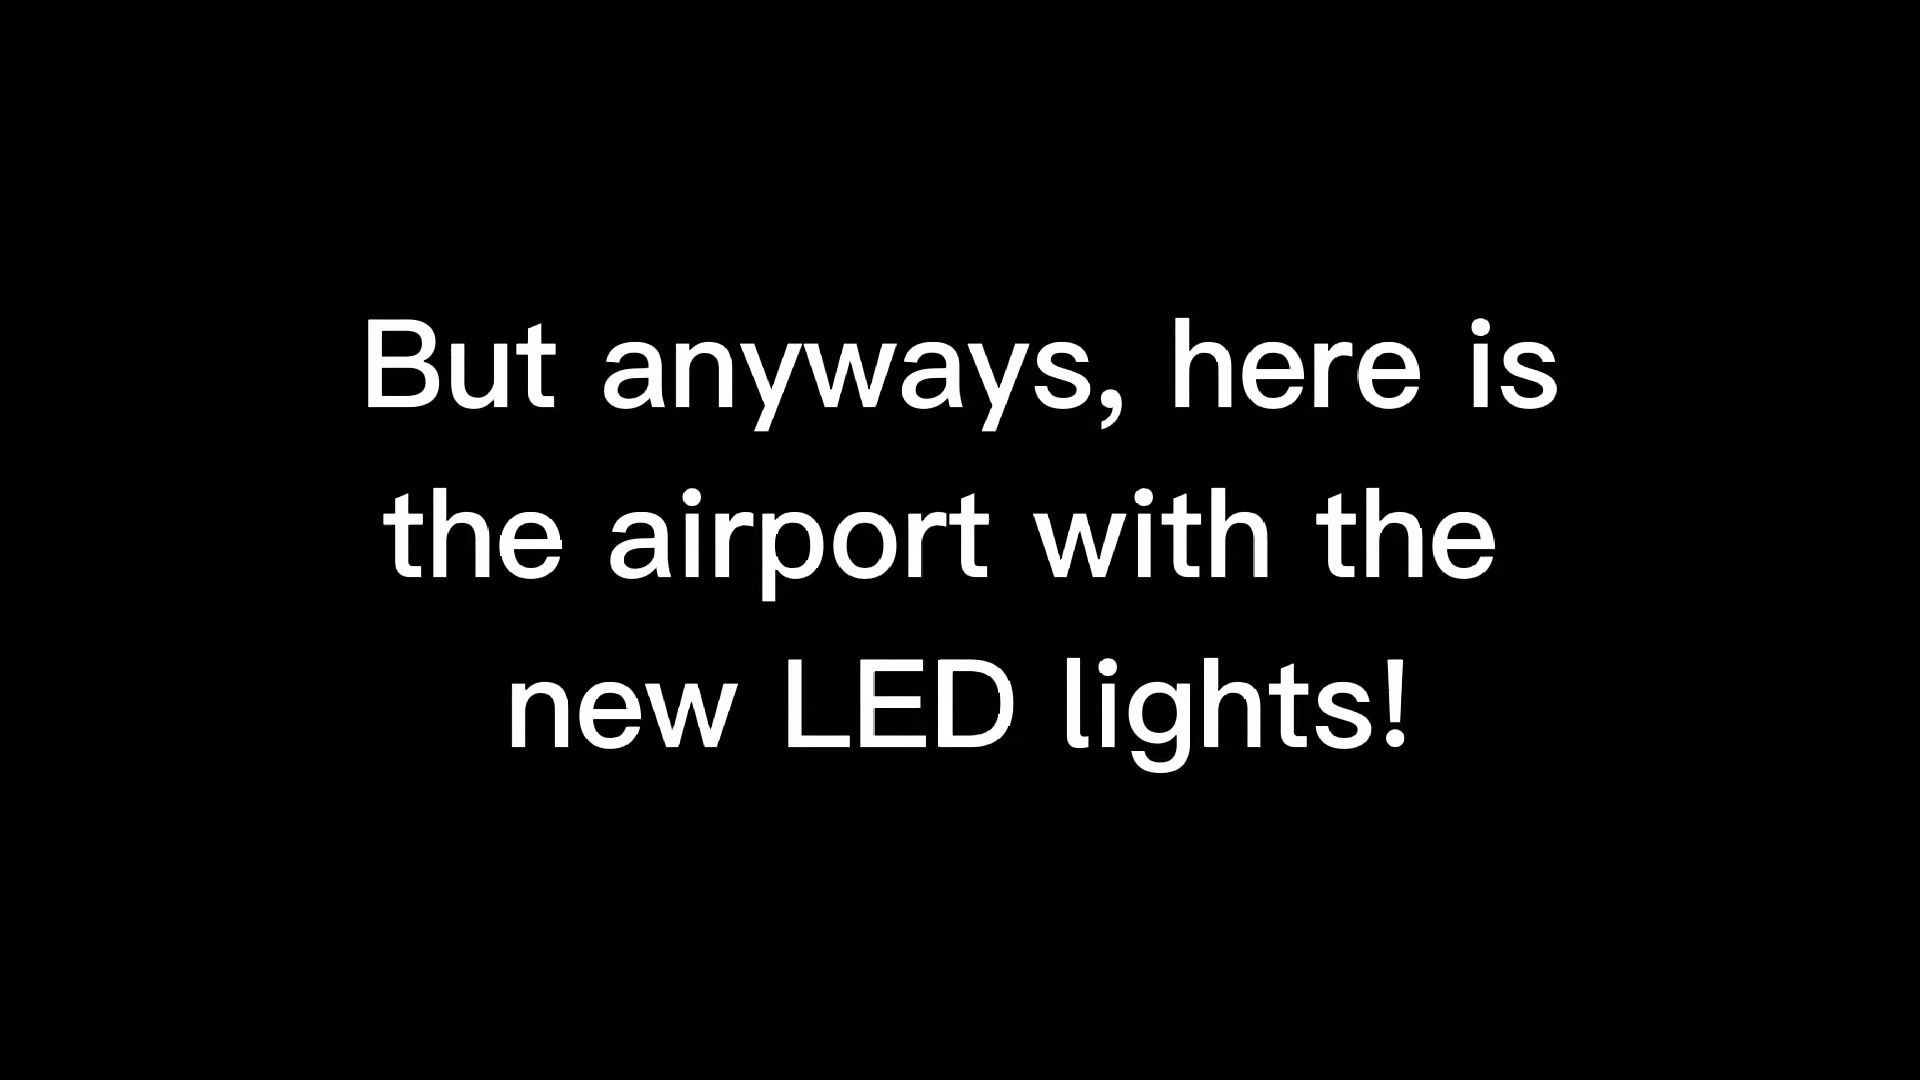 But anyways, here is
the airport with the
new LED lights!